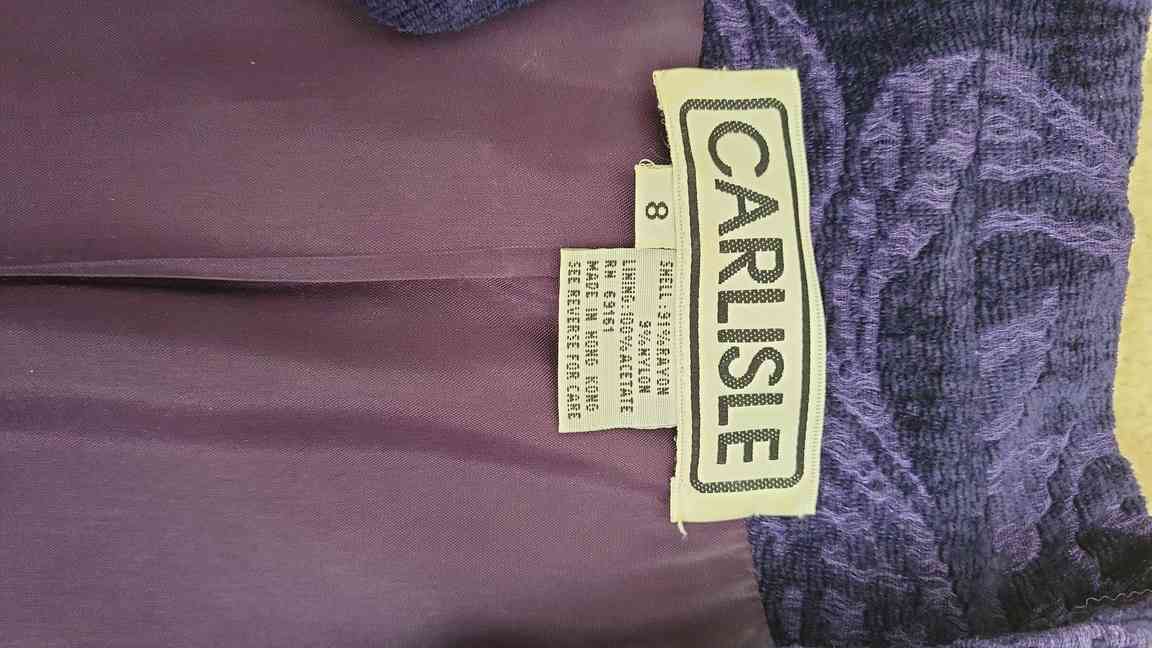 CARLISLE
8
SHELL:91%RAYON
9%NYLON
LINING:100%ACETATE
RN 69161
MADE IN HONG KONG
SEE REVERSE FOR CARE